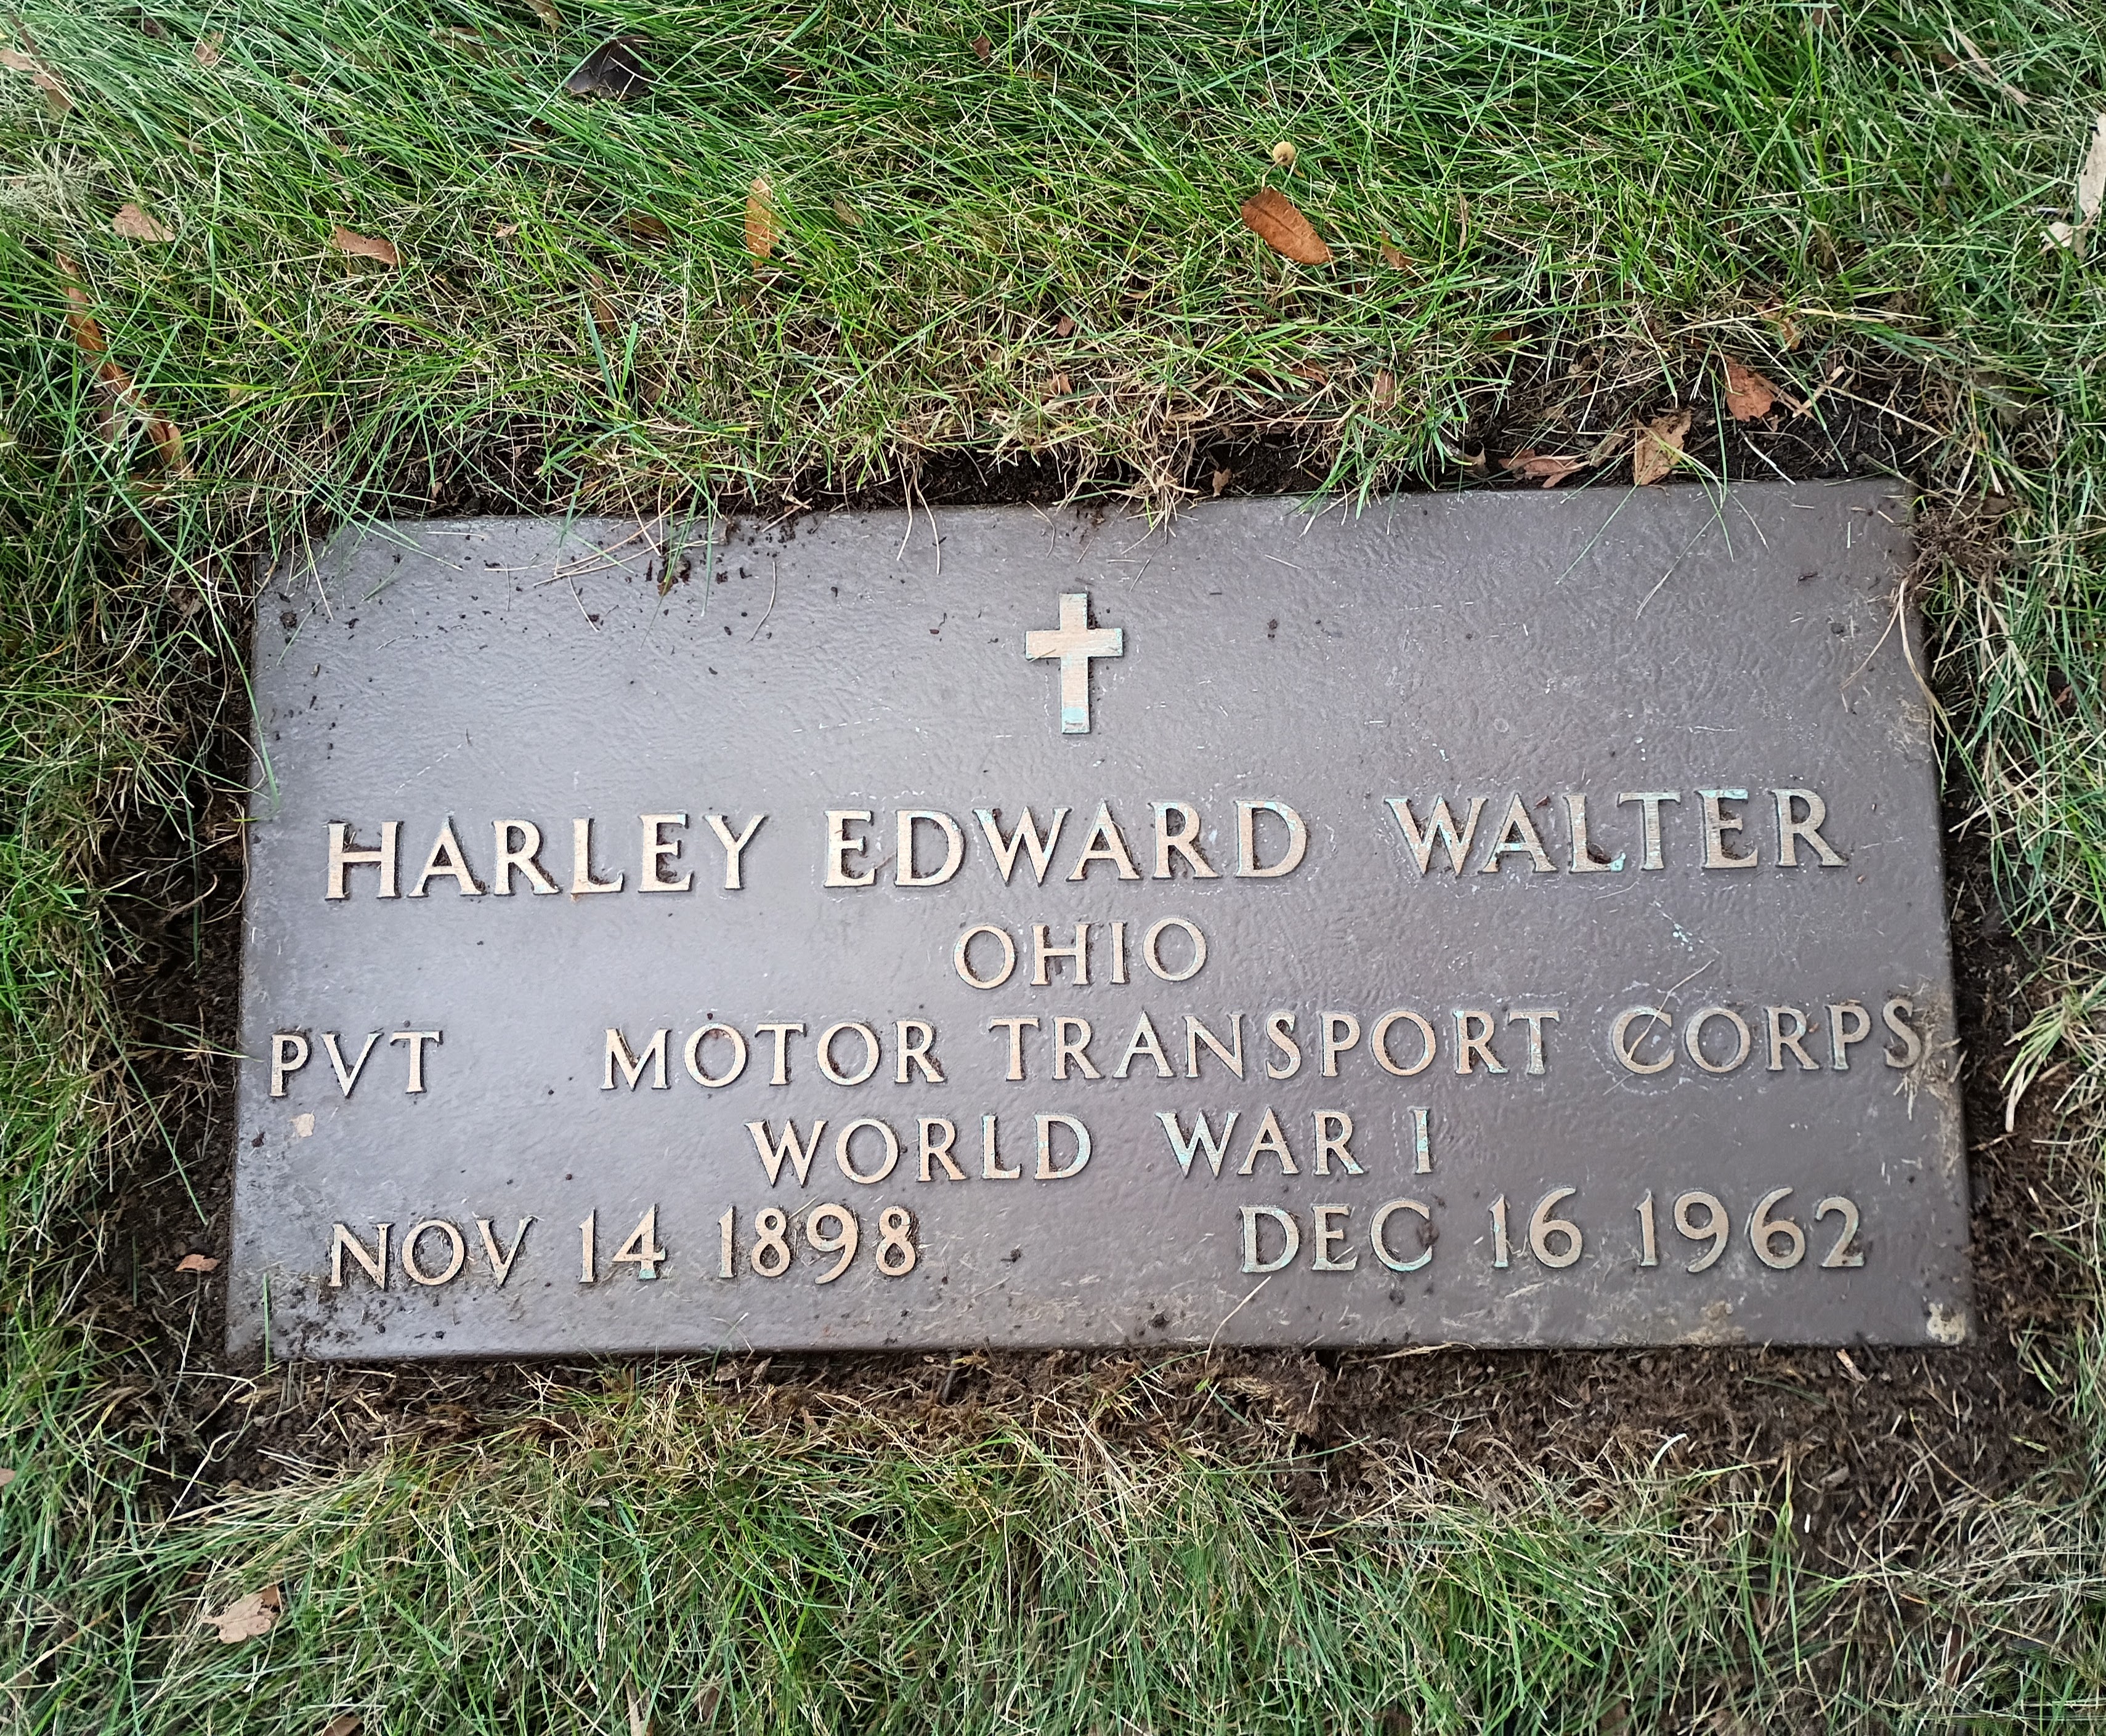 HARLEY EDWARD WALTER
OHIO
PVT MOTOR TRANSPORT CORPS
WORLD WAR I
NOV 14 1898 DEC 16 1962